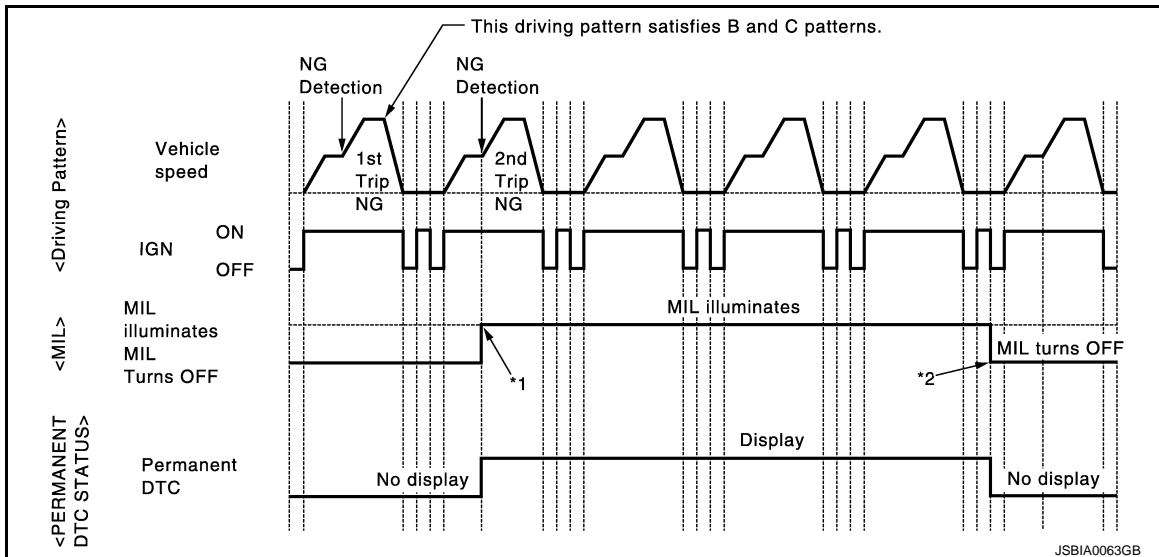 This driving pattern satisfies B and C patterns.
NG
Detection
NG
Detection
<Driving Pattern>
Vehicle
speed
1st
Trip
NG
2nd
Trip
NG
IGN
ON
OFF
<MIL>
MIL
illuminates
MIL
Turns OFF
MIL illuminates
*1
*2
MIL turns OFF
<PERMANENT
DTC STATUS>
Permanent
DTC
No display
Display
No display
JSBIA0063GB